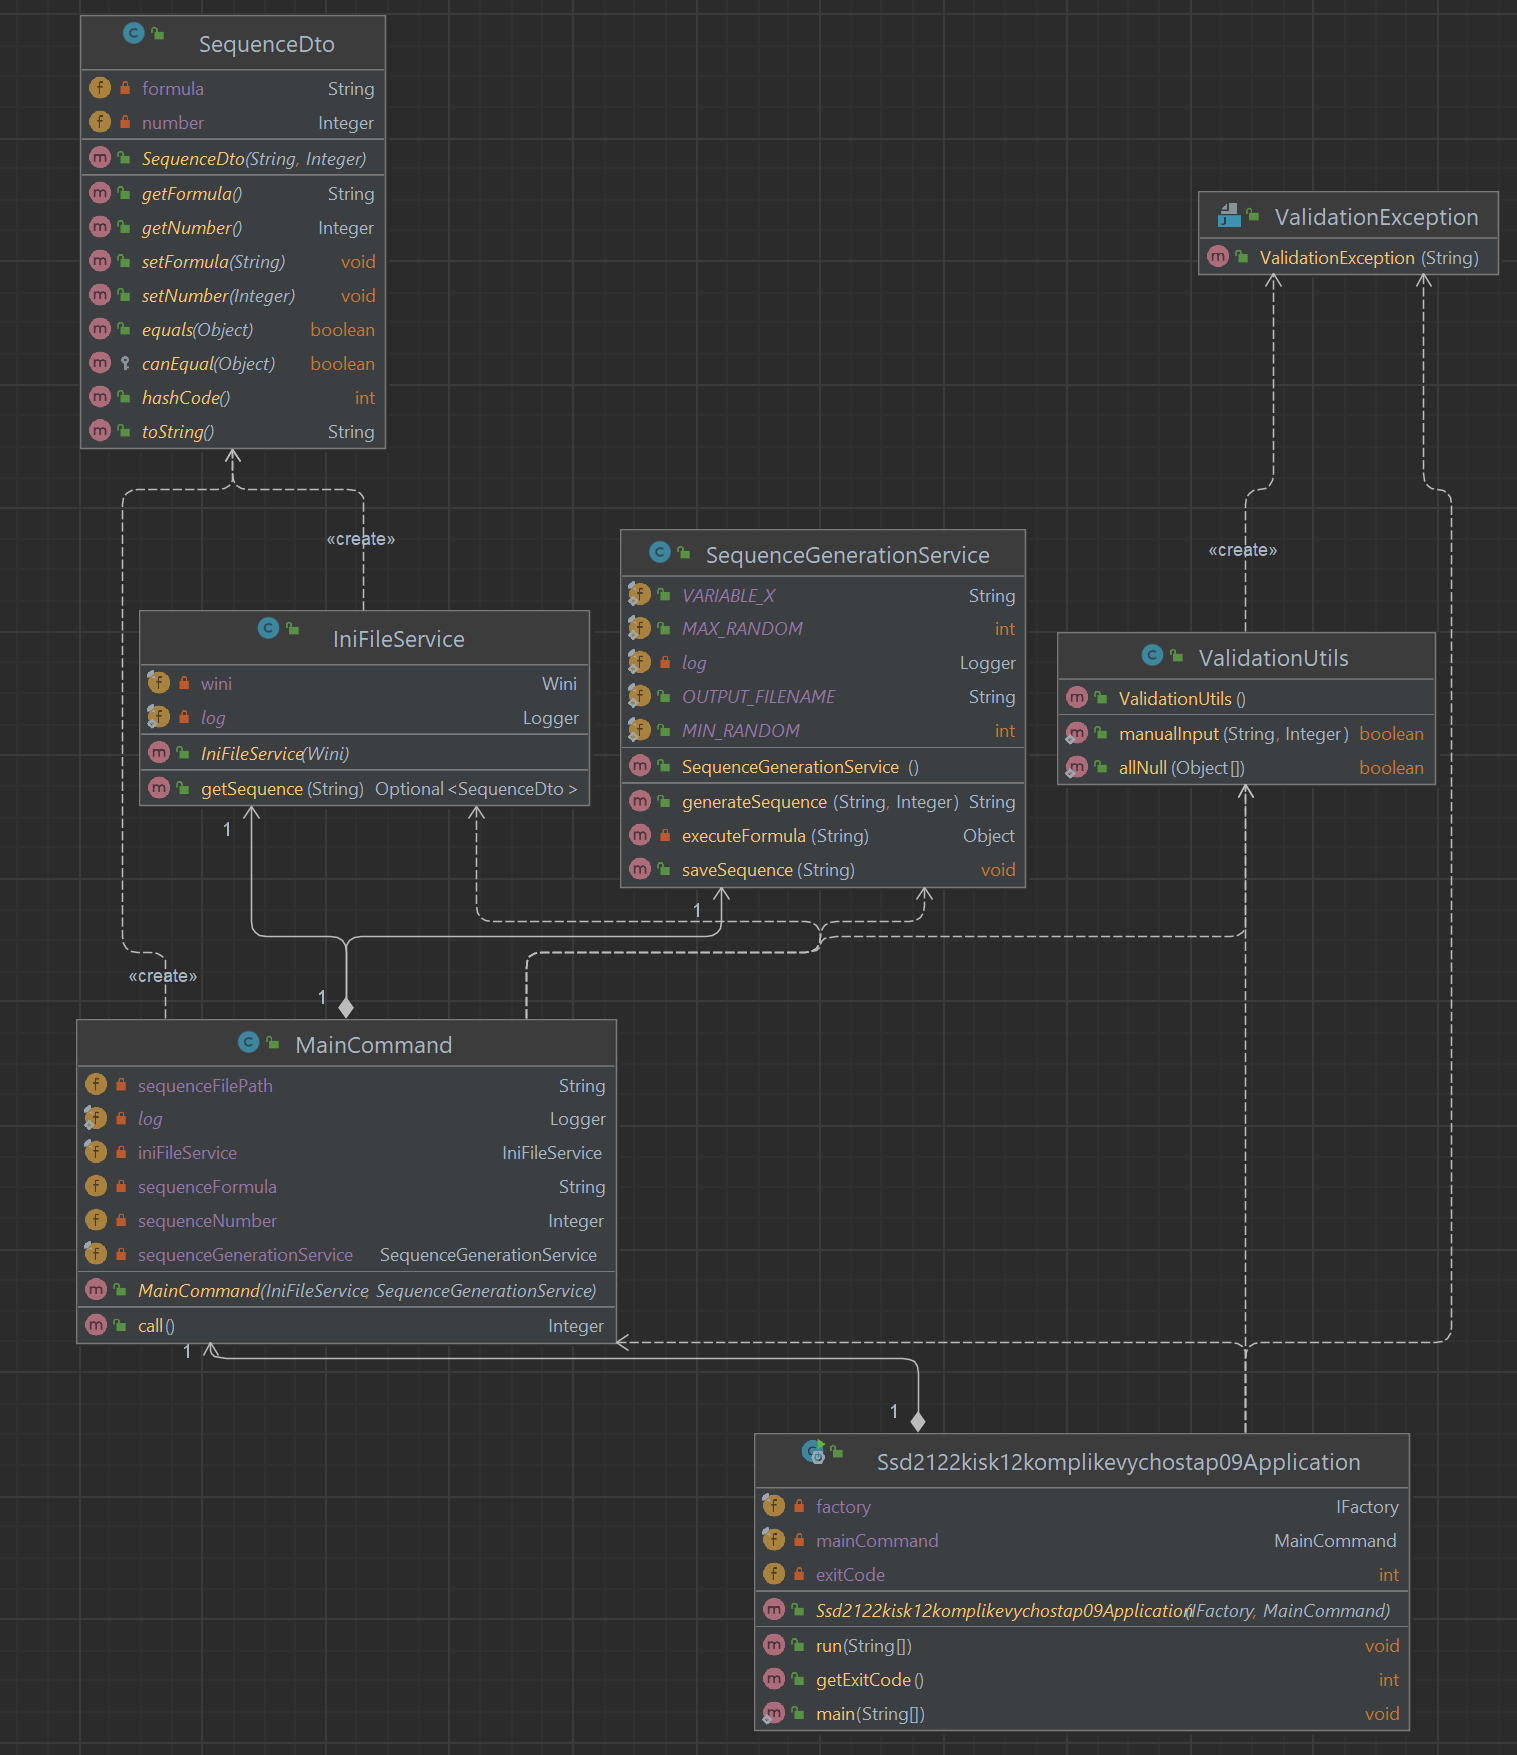 SequenceDto
formula String
number Integer
SequenceDto(String, Integer)
getFormula() String
getNumber() Integer
setFormula(String) void
setNumber(Integer) void
equals(Object) boolean
canEqual(Object) boolean
hashCode() int
toString() String
ValidationException
ValidationException (String)
«create»
«create»
SequenceGenerationService
VARIABLE_X String
MAX_RANDOM int
log Logger
OUTPUT_FILENAME String
MIN_RANDOM int
SequenceGenerationService ()
generateSequence (String, Integer) String
executeFormula (String) Object
saveSequence (String) void
IniFileService
wini Wini
log Logger
IniFileService(Wini)
getSequence (String) Optional <SequenceDto >
ValidationUtils
ValidationUtils ()
manualInput (String, Integer) boolean
allNull (Object[]) boolean
1
1
«create»
1
MainCommand
sequenceFilePath String
log Logger
iniFileService IniFileService
sequenceFormula String
sequenceNumber Integer
sequenceGenerationService SequenceGenerationService
MainCommand(IniFileService, SequenceGenerationService)
call() Integer
1
1
Ssd2122kisk12komplikevychostap09Application
factory IFactory
mainCommand MainCommand
exitCode int
Ssd2122kisk12komplikevychostap09Application(IFactory, MainCommand)
run(String[]) void
getExitCode () int
main(String[]) void